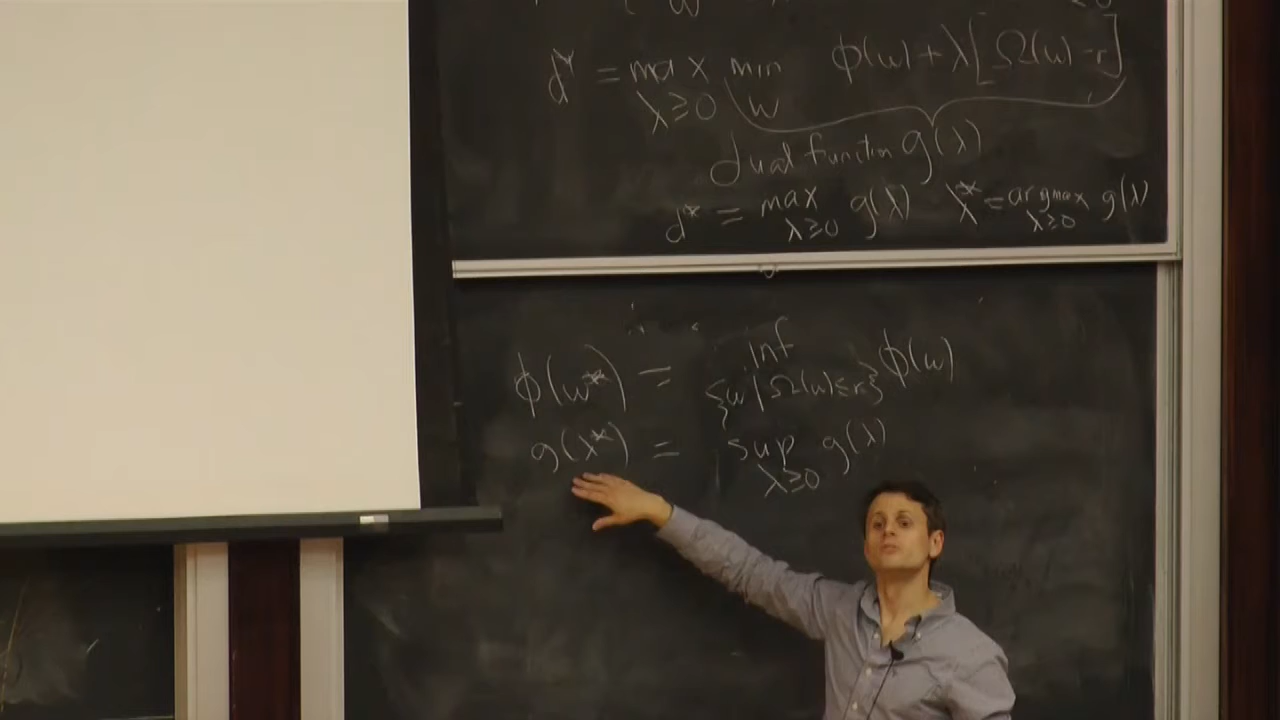 d* = max min φ(w) + λ[Ω(w) - r]
λ≥0 w
dual function g(λ)
d* = max g(λ) λ* = argmax g(λ)
λ≥0 λ≥0
φ(w*) = inf φ(w)
{w | Ω(w) ≤ r}
g(λ*) = sup g(λ)
λ≥0